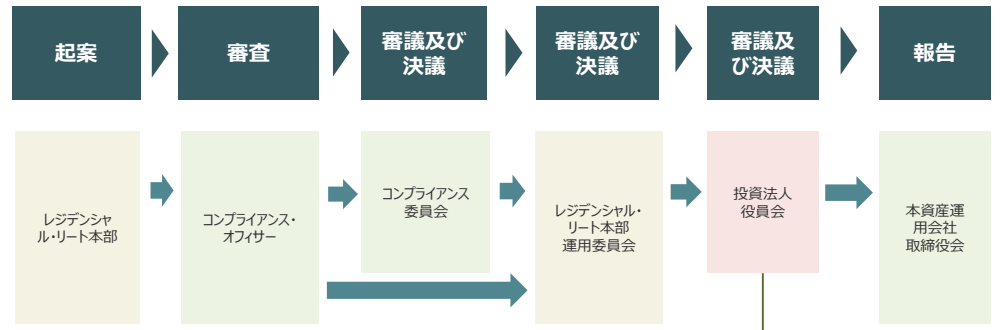 起案
審査
審議及び
決議
審議及び
決議
審議及
び決議
報告
レジデンシャ
ル・リート本部
コンプライアンス・
オフィサー
コンプライアンス
委員会
レジデンシャル・
リート本部
運用委員会
投資法人
役員会
本資産運
用会社
取締役会